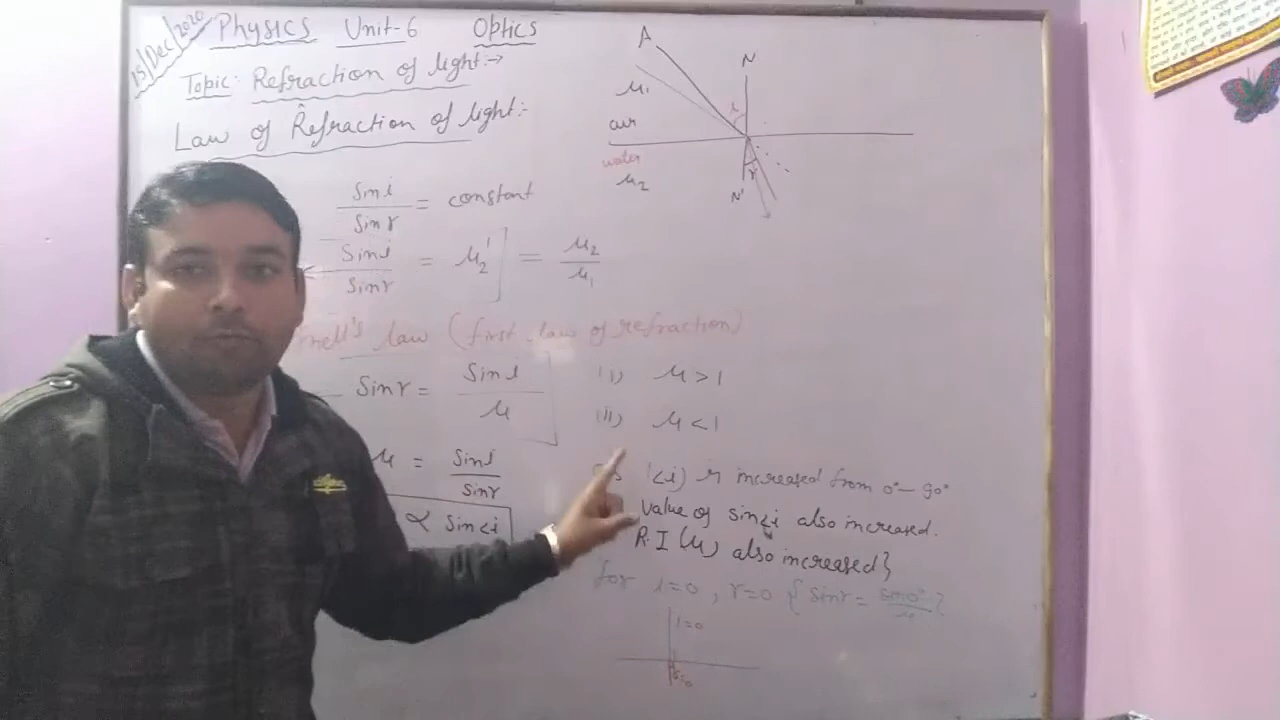 15/Dec/2020
Physics Unit-6 Optics
Topic: Refraction of light:→
Law of Refraction of light:-
A
N
μ₁
i
air
water
μ₂
r
N'
Sin i / Sin r = constant
Sin i / Sin r = μ₂¹ ] = μ₂ / μ₁
law (first law of refraction)
Sin r = Sin i / μ
(i) μ > 1
(ii) μ < 1
μ = Sin i / Sin r
∝ Sin∠i
(∠i) is increased from 0° – 90°
Value of sin∠i also increased.
R.I (μ) also increased}
for i=0, r=0 { sin r = sin 0° / μ }
i=0
r=0